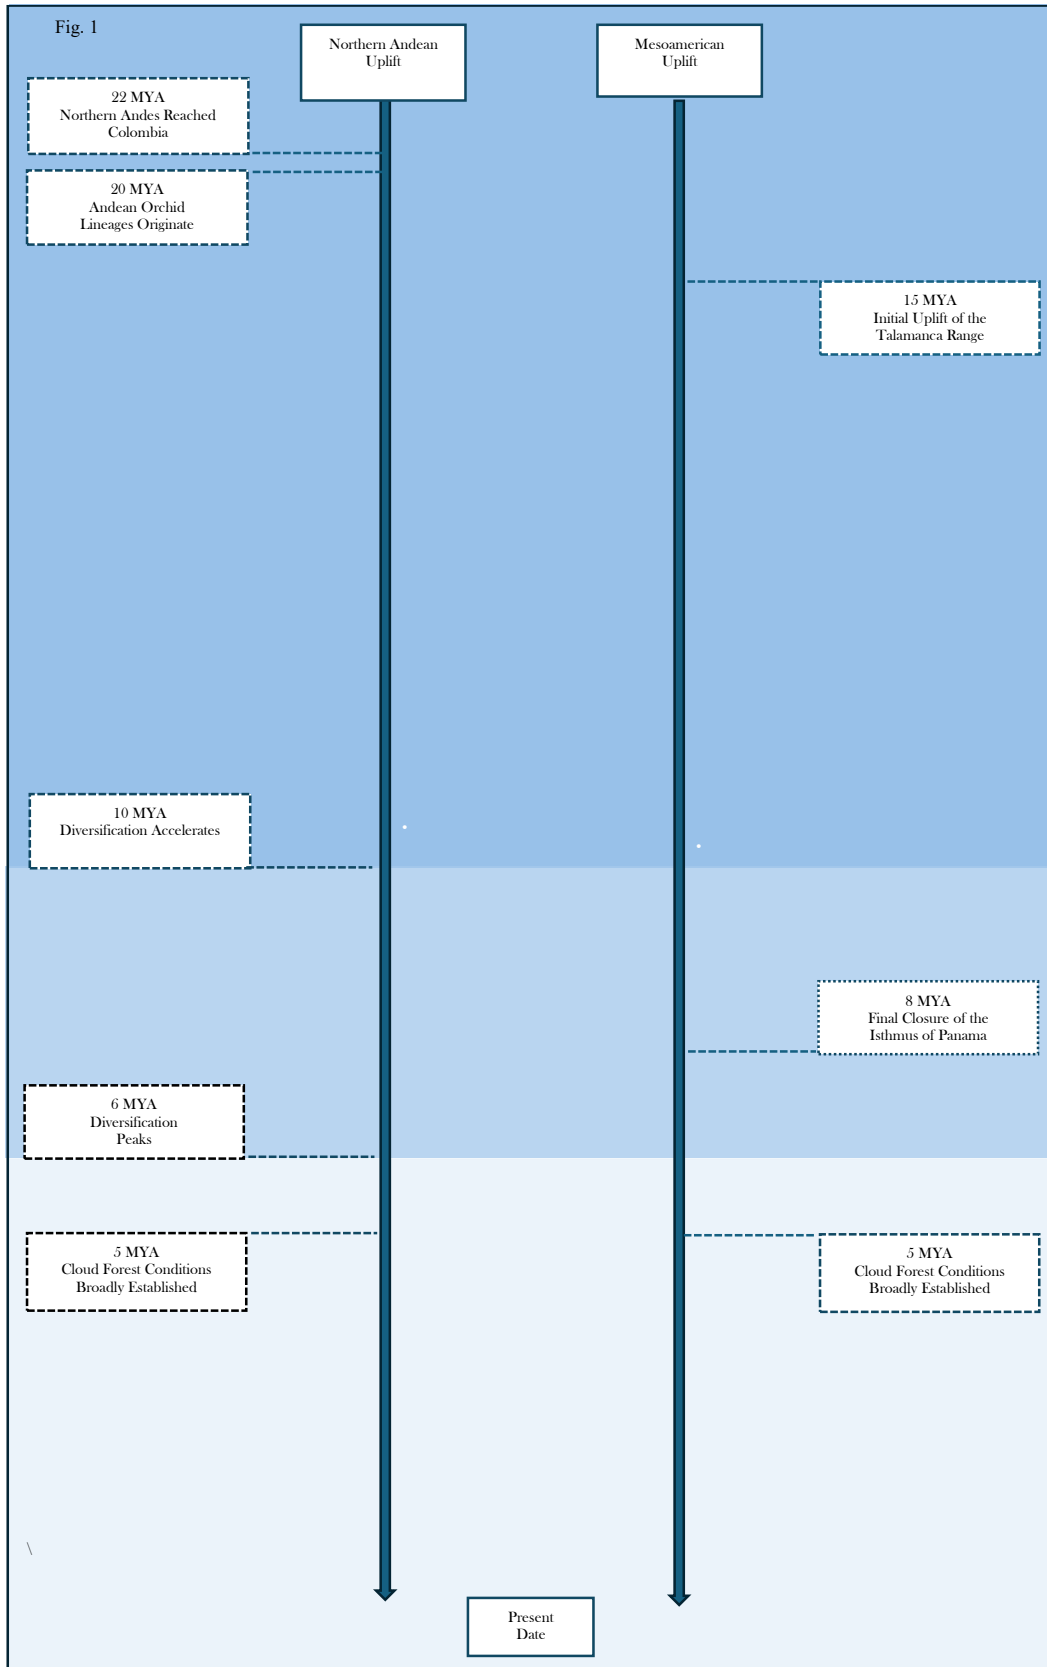 Fig. 1
Northern Andean
Uplift
Mesoamerican
Uplift
22 MYA
Northern Andes Reached
Colombia
20 MYA
Andean Orchid
Lineages Originate
15 MYA
Initial Uplift of the
Talamanca Range
10 MYA
Diversification Accelerates
8 MYA
Final Closure of the
Isthmus of Panama
6 MYA
Diversification
Peaks
5 MYA
Cloud Forest Conditions
Broadly Established
5 MYA
Cloud Forest Conditions
Broadly Established
\
Present
Date